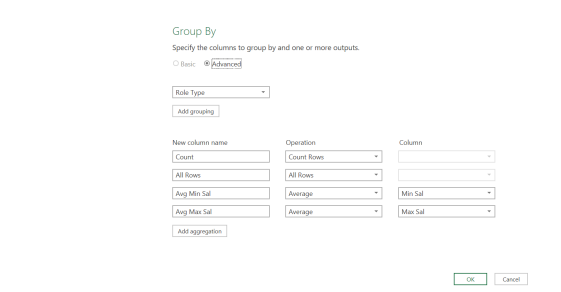 Group By
Specify the columns to group by and one or more outputs.
Basic Advanced
Role Type
Add grouping
New column name Operation Column
Count Count Rows
All Rows All Rows
Avg Min Sal Average Min Sal
Avg Max Sal Average Max Sal
Add aggregation
OK Cancel